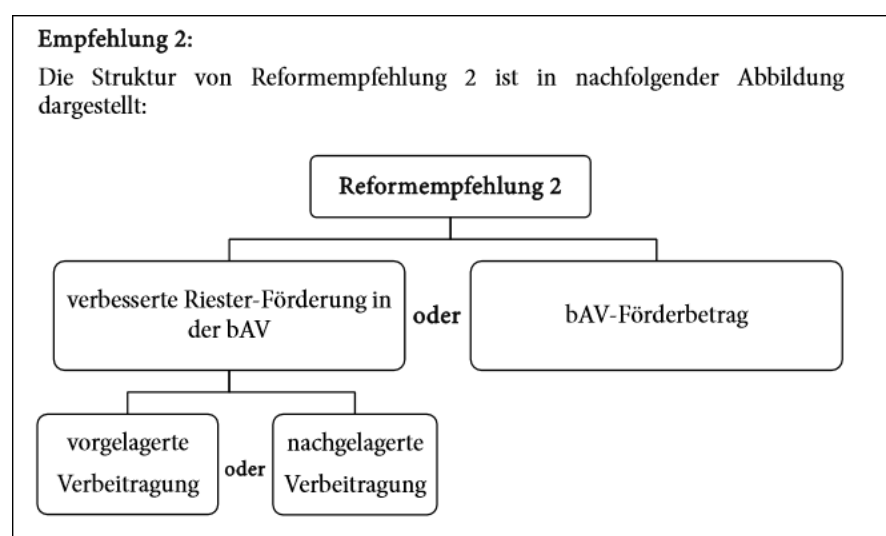 Empfehlung 2:
Die Struktur von Reformempfehlung 2 ist in nachfolgender Abbildung
dargestellt:
Reformempfehlung 2
verbesserte Riester-Förderung in
der bAV
oder
bAV-Förderbetrag
vorgelagerte
Verbeitragung
oder
nachgelagerte
Verbeitragung